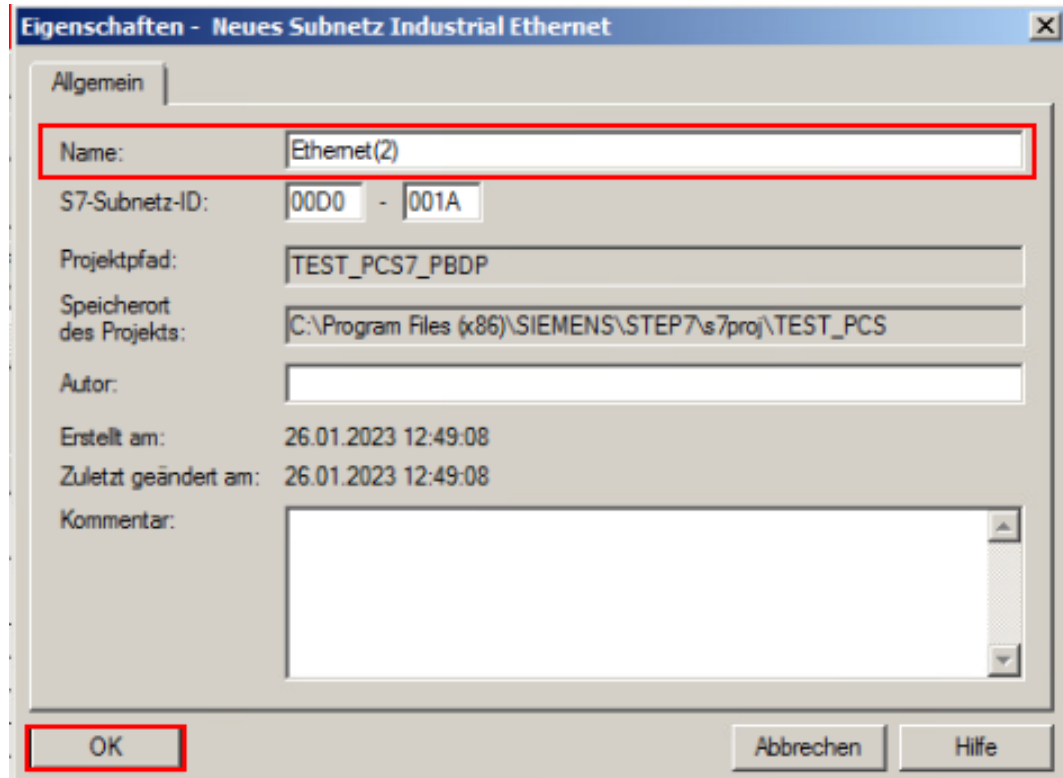 Eigenschaften - Neues Subnetz Industrial Ethernet
Allgemein
Name: Ethernet(2)
S7-Subnetz-ID: 00D0 - 001A
Projektpfad: TEST_PCS7_PBDP
Speicherort
des Projekts: C:\Program Files (x86)\SIEMENS\STEP7\s7proj\TEST_PCS
Autor:
Erstellt am: 26.01.2023 12:49:08
Zuletzt geändert am: 26.01.2023 12:49:08
Kommentar:
OK Abbrechen Hilfe